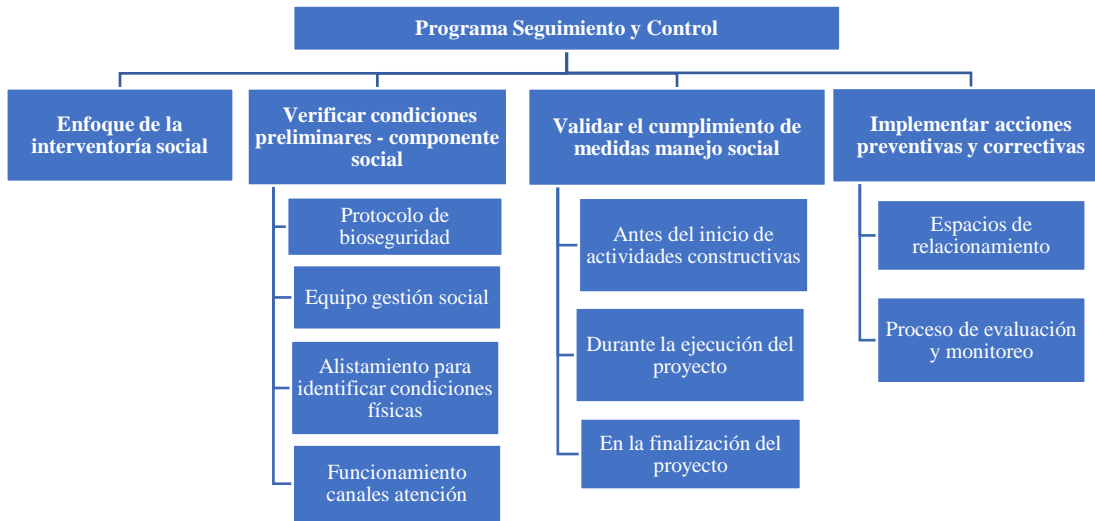 Programa Seguimiento y Control
Enfoque de la
interventoría social
Verificar condiciones
preliminares - componente
social
Protocolo de
bioseguridad
Equipo gestión social
Alistamiento para
identificar condiciones
físicas
Funcionamiento
canales atención
Validar el cumplimiento de
medidas manejo social
Antes del inicio de
actividades constructivas
Durante la ejecución del
proyecto
En la finalización del
proyecto
Implementar acciones
preventivas y correctivas
Espacios de
relacionamiento
Proceso de evaluación
y monitoreo